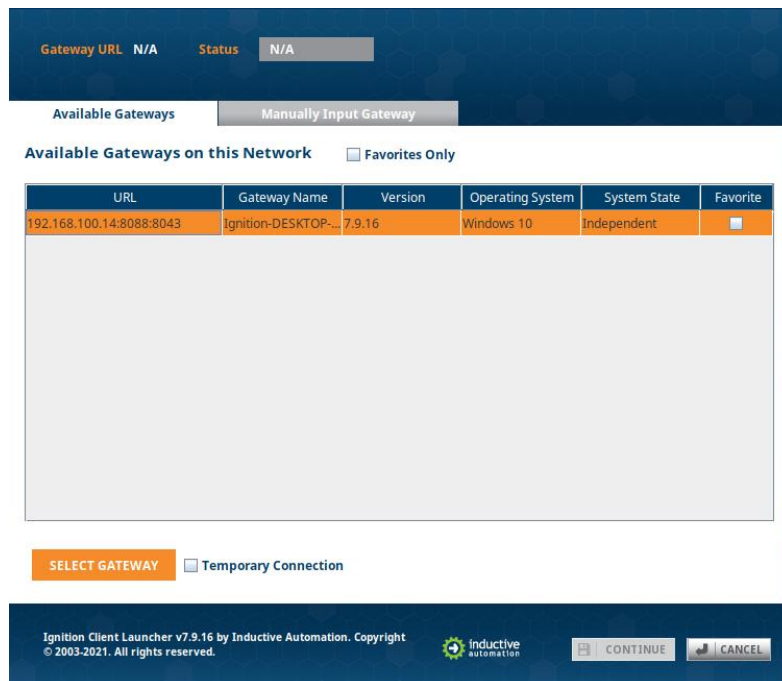 Gateway URL N/A Status N/A
Available Gateways Manually Input Gateway
Available Gateways on this Network Favorites Only
URL Gateway Name Version Operating System System State Favorite
192.168.100.14:8088:8043 Ignition-DESKTOP-... 7.9.16 Windows 10 Independent
SELECT GATEWAY Temporary Connection
Ignition Client Launcher v7.9.16 by Inductive Automation. Copyright
© 2003-2021. All rights reserved.
inductive
automation
CONTINUE CANCEL